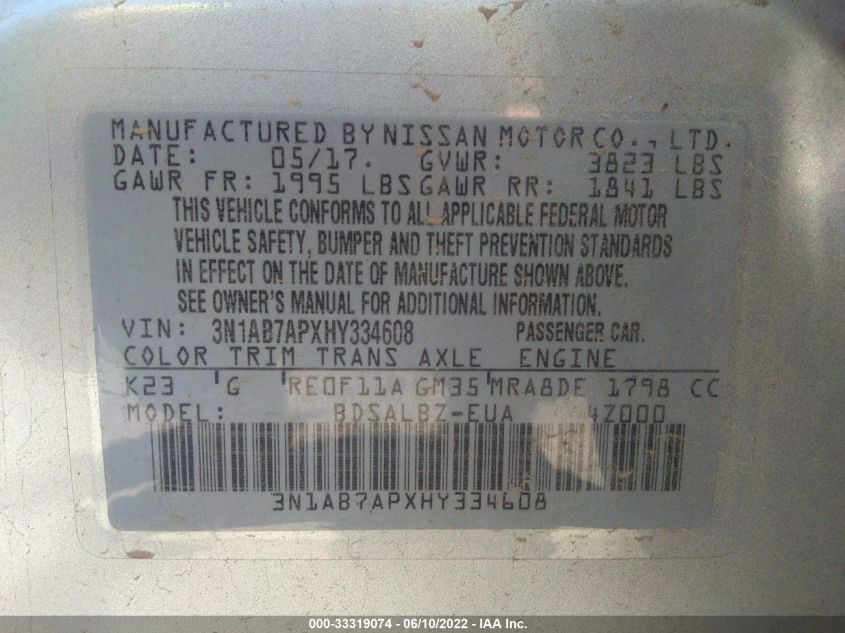 MANUFACTURED BY NISSAN MOTOR CO., LTD.
DATE: 05/17. GVWR: 3823 LBS
GAWR FR: 1995 LBS GAWR RR: 1841 LBS
THIS VEHICLE CONFORMS TO ALL APPLICABLE FEDERAL MOTOR
VEHICLE SAFETY, BUMPER AND THEFT PREVENTION STANDARDS
IN EFFECT ON THE DATE OF MANUFACTURE SHOWN ABOVE.
SEE OWNER'S MANUAL FOR ADDITIONAL INFORMATION.
VIN: 3N1AB7APXHY334608 PASSENGER CAR.
COLOR TRIM TRANS AXLE ENGINE
K23 'G 'RE0F11A GM35'MRA8DE 1798 CC
MODEL: BDSALBZ-EUA 4Z000
3N1AB7APXHY334608
000-33319074 - 06/10/2022 - IAA Inc.